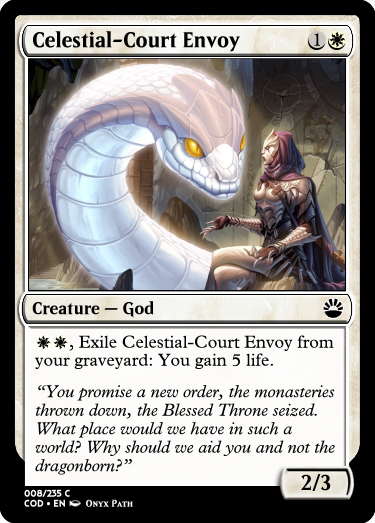 Celestial-Court Envoy 1
Creature — God
, Exile Celestial-Court Envoy from
your graveyard: You gain 5 life.
“You promise a new order, the monasteries
thrown down, the Blessed Throne seized.
What place would we have in such a
world? Why should we aid you and not the
dragonborn?”
2/3
008/235 C
COD • EN Onyx Path